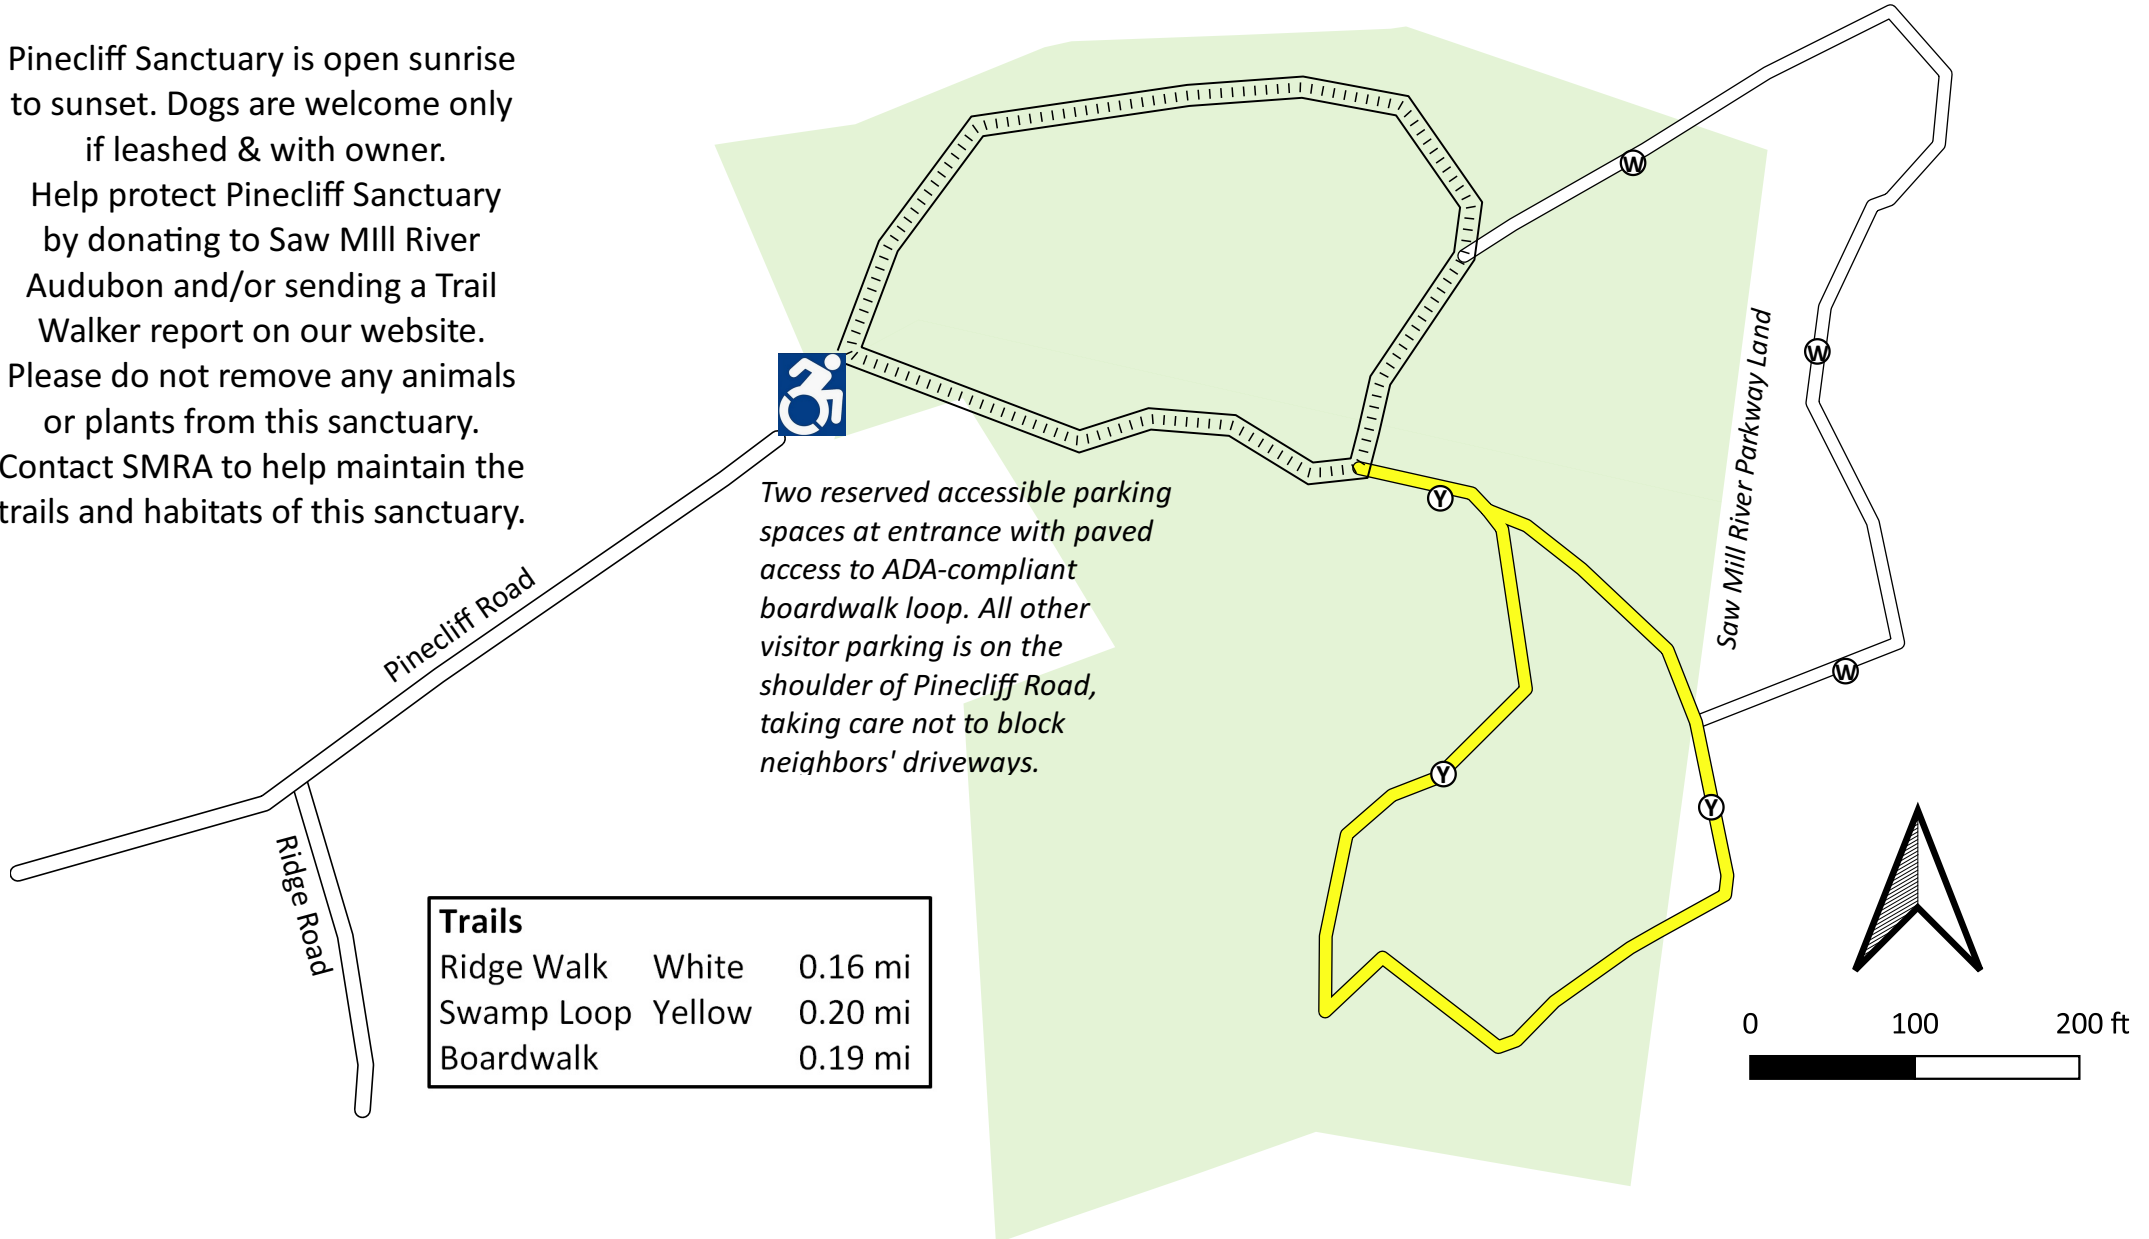 Pinecliff Sanctuary is open sunrise
to sunset. Dogs are welcome only
if leashed & with owner.
Help protect Pinecliff Sanctuary
by donating to Saw MIll River
Audubon and/or sending a Trail
Walker report on our website.
Please do not remove any animals
or plants from this sanctuary.
Contact SMRA to help maintain the
trails and habitats of this sanctuary.
W
W
Saw Mill River Parkway Land
Y
Two reserved accessible parking
spaces at entrance with paved
access to ADA-compliant
boardwalk loop. All other
visitor parking is on the
shoulder of Pinecliff Road,
taking care not to block
neighbors' driveways.
Pinecliff Road
W
Y
Y
Ridge Road
Trails
Ridge Walk White 0.16 mi
Swamp Loop Yellow 0.20 mi
Boardwalk 0.19 mi
0 100 200 ft